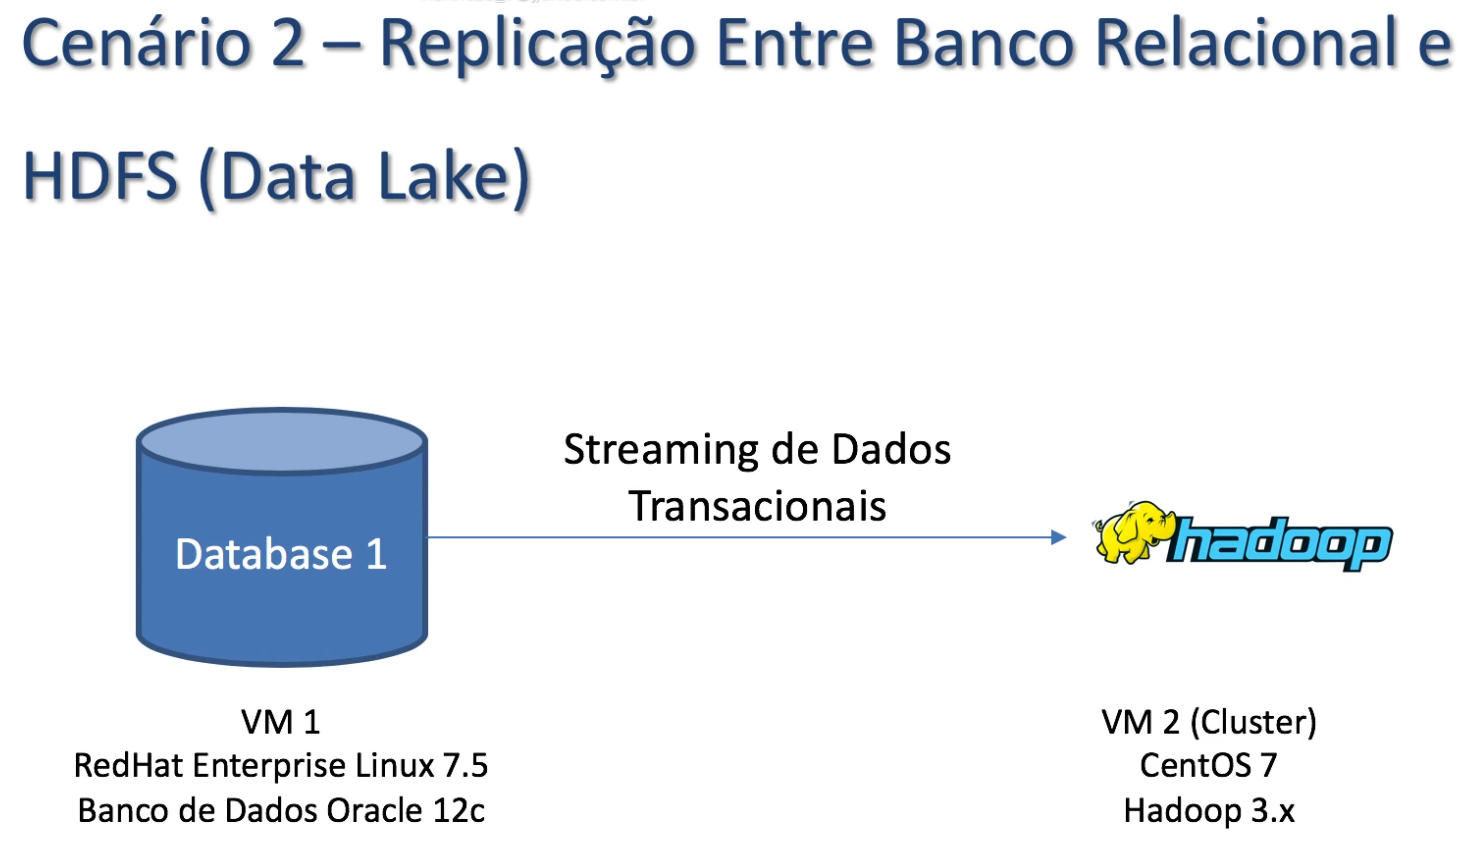 Cenário 2 – Replicação Entre Banco Relacional e
HDFS (Data Lake)
Streaming de Dados
Transacionais
Database 1
hadoop
VM 1
RedHat Enterprise Linux 7.5
Banco de Dados Oracle 12c
VM 2 (Cluster)
CentOS 7
Hadoop 3.x